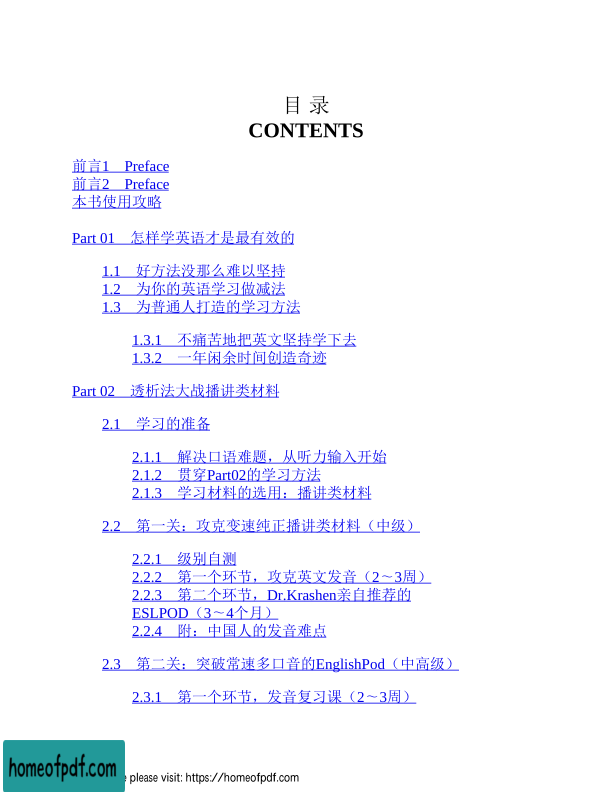 目 录
CONTENTS
前言1 Preface
前言2 Preface
本书使用攻略
Part 01 怎样学英语才是最有效的
1.1 好方法没那么难以坚持
1.2 为你的英语学习做减法
1.3 为普通人打造的学习方法
1.3.1 不痛苦地把英文坚持学下去
1.3.2 一年闲余时间创造奇迹
Part 02 透析法大战播讲类材料
2.1 学习的准备
2.1.1 解决口语难题，从听力输入开始
2.1.2 贯穿Part02的学习方法
2.1.3 学习材料的选用：播讲类材料
2.2 第一关：攻克变速纯正播讲类材料（中级）
2.2.1 级别自测
2.2.2 第一个环节，攻克英文发音（2～3周）
2.2.3 第二个环节，Dr.Krashen亲自推荐的
ESLPOD（3～4个月）
2.2.4 附：中国人的发音难点
2.3 第二关：突破常速多口音的EnglishPod（中高级）
2.3.1 第一个环节，发音复习课（2～3周）
homeofpdf.com
e please visit: https://homeofpdf.com